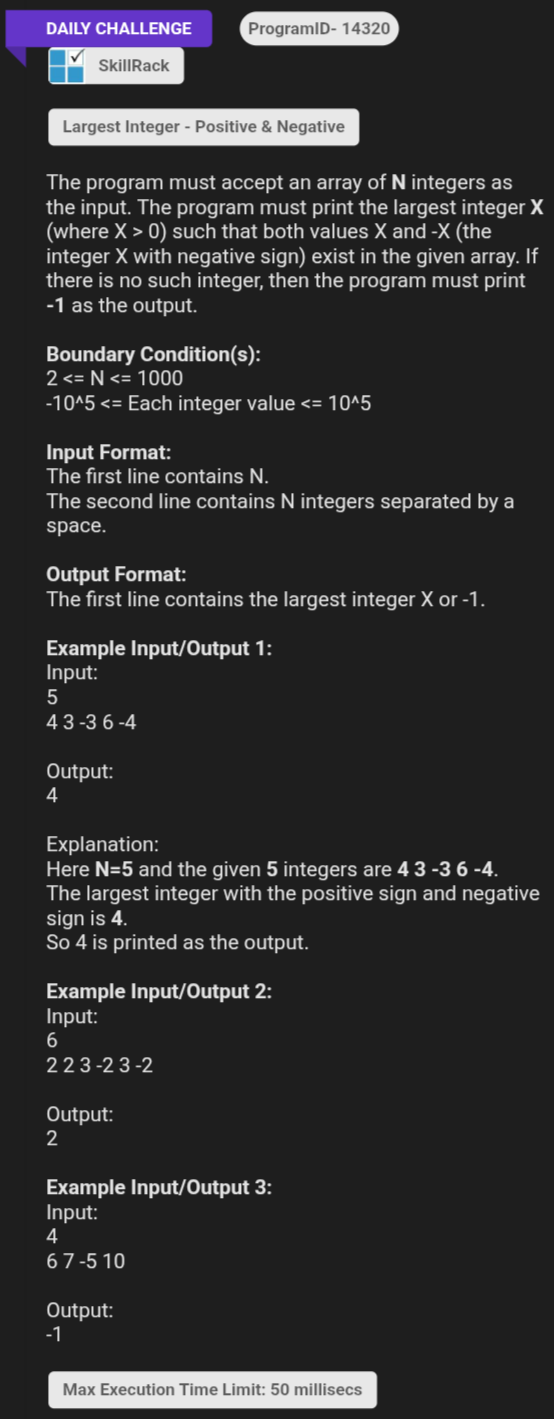 DAILY CHALLENGE
ProgramID- 14320
SkillRack
Largest Integer - Positive & Negative
The program must accept an array of N integers as
the input. The program must print the largest integer X
(where X > 0) such that both values X and -X (the
integer X with negative sign) exist in the given array. If
there is no such integer, then the program must print
-1 as the output.
Boundary Condition(s):
2 <= N <= 1000
-10^5 <= Each integer value <= 10^5
Input Format:
The first line contains N.
The second line contains N integers separated by a
space.
Output Format:
The first line contains the largest integer X or -1.
Example Input/Output 1:
Input:
5
4 3 -3 6 -4
Output:
4
Explanation:
Here N=5 and the given 5 integers are 4 3 -3 6 -4.
The largest integer with the positive sign and negative
sign is 4.
So 4 is printed as the output.
Example Input/Output 2:
Input:
6
2 2 3 -2 3 -2
Output:
2
Example Input/Output 3:
Input:
4
6 7 -5 10
Output:
-1
Max Execution Time Limit: 50 millisecs